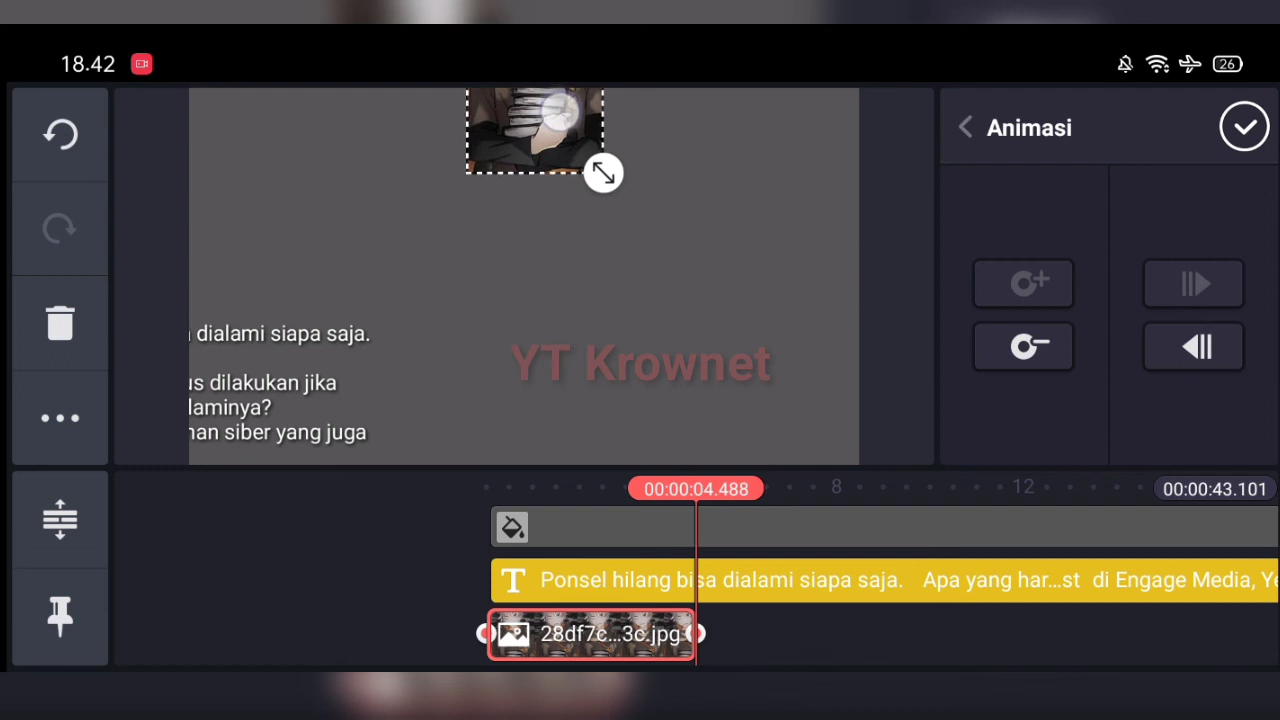 18.42
26
Animasi
dialami siapa saja.
us dilakukan jika
laminya?
nan siber yang juga
YT Krownet
00:00:04.488
8
12
00:00:43.101
T Ponsel hilang bisa dialami siapa saja. Apa yang har...st di Engage Media, Ye
28df7c...3c.jpg